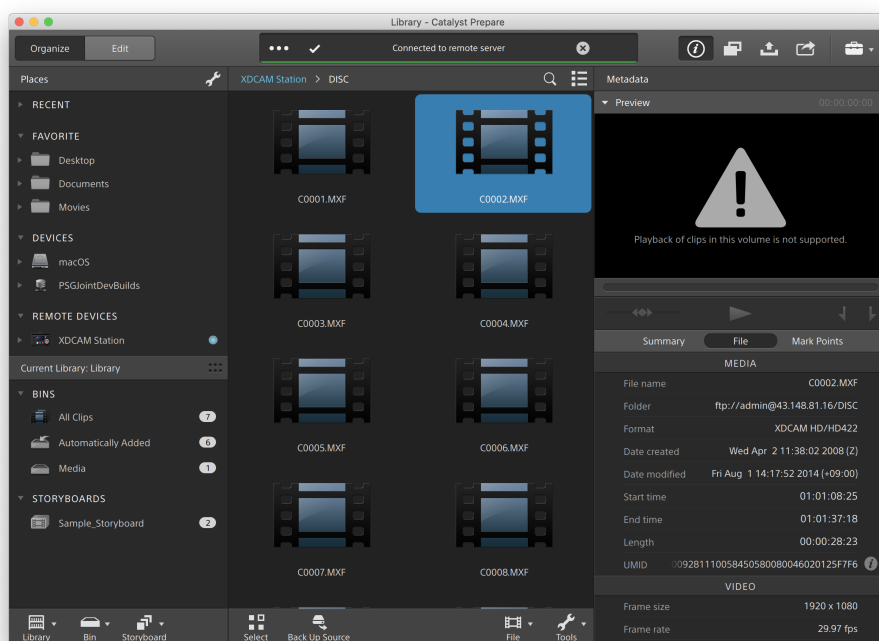 Library - Catalyst Prepare
Organize Edit Connected to remote server
Places XDCAM Station > DISC Metadata
RECENT
Preview 00:00:00:00
FAVORITE
Desktop
Documents
Movies
DEVICES
macOS
PSGJointDevBuilds
REMOTE DEVICES
XDCAM Station
Current Library: Library
BINS
All Clips 7
Automatically Added 6
Media 1
STORYBOARDS
Sample_Storyboard 2
Library Bin Storyboard
C0001.MXF C0002.MXF
C0003.MXF C0004.MXF
C0005.MXF C0006.MXF
C0007.MXF C0008.MXF
Select Back Up Source File Tools
Playback of clips in this volume is not supported.
Summary File Mark Points
MEDIA
File name C0002.MXF
Folder ftp://admin@43.148.81.16/DISC
Format XDCAM HD/HD422
Date created Wed Apr 2 11:38:02 2008 (Z)
Date modified Fri Aug 1 14:17:52 2014 (+09:00)
Start time 01:01:08:25
End time 01:01:37:18
Length 00:00:28:23
UMID
VIDEO
Frame size 1920 x 1080
Frame rate 29.97 fps